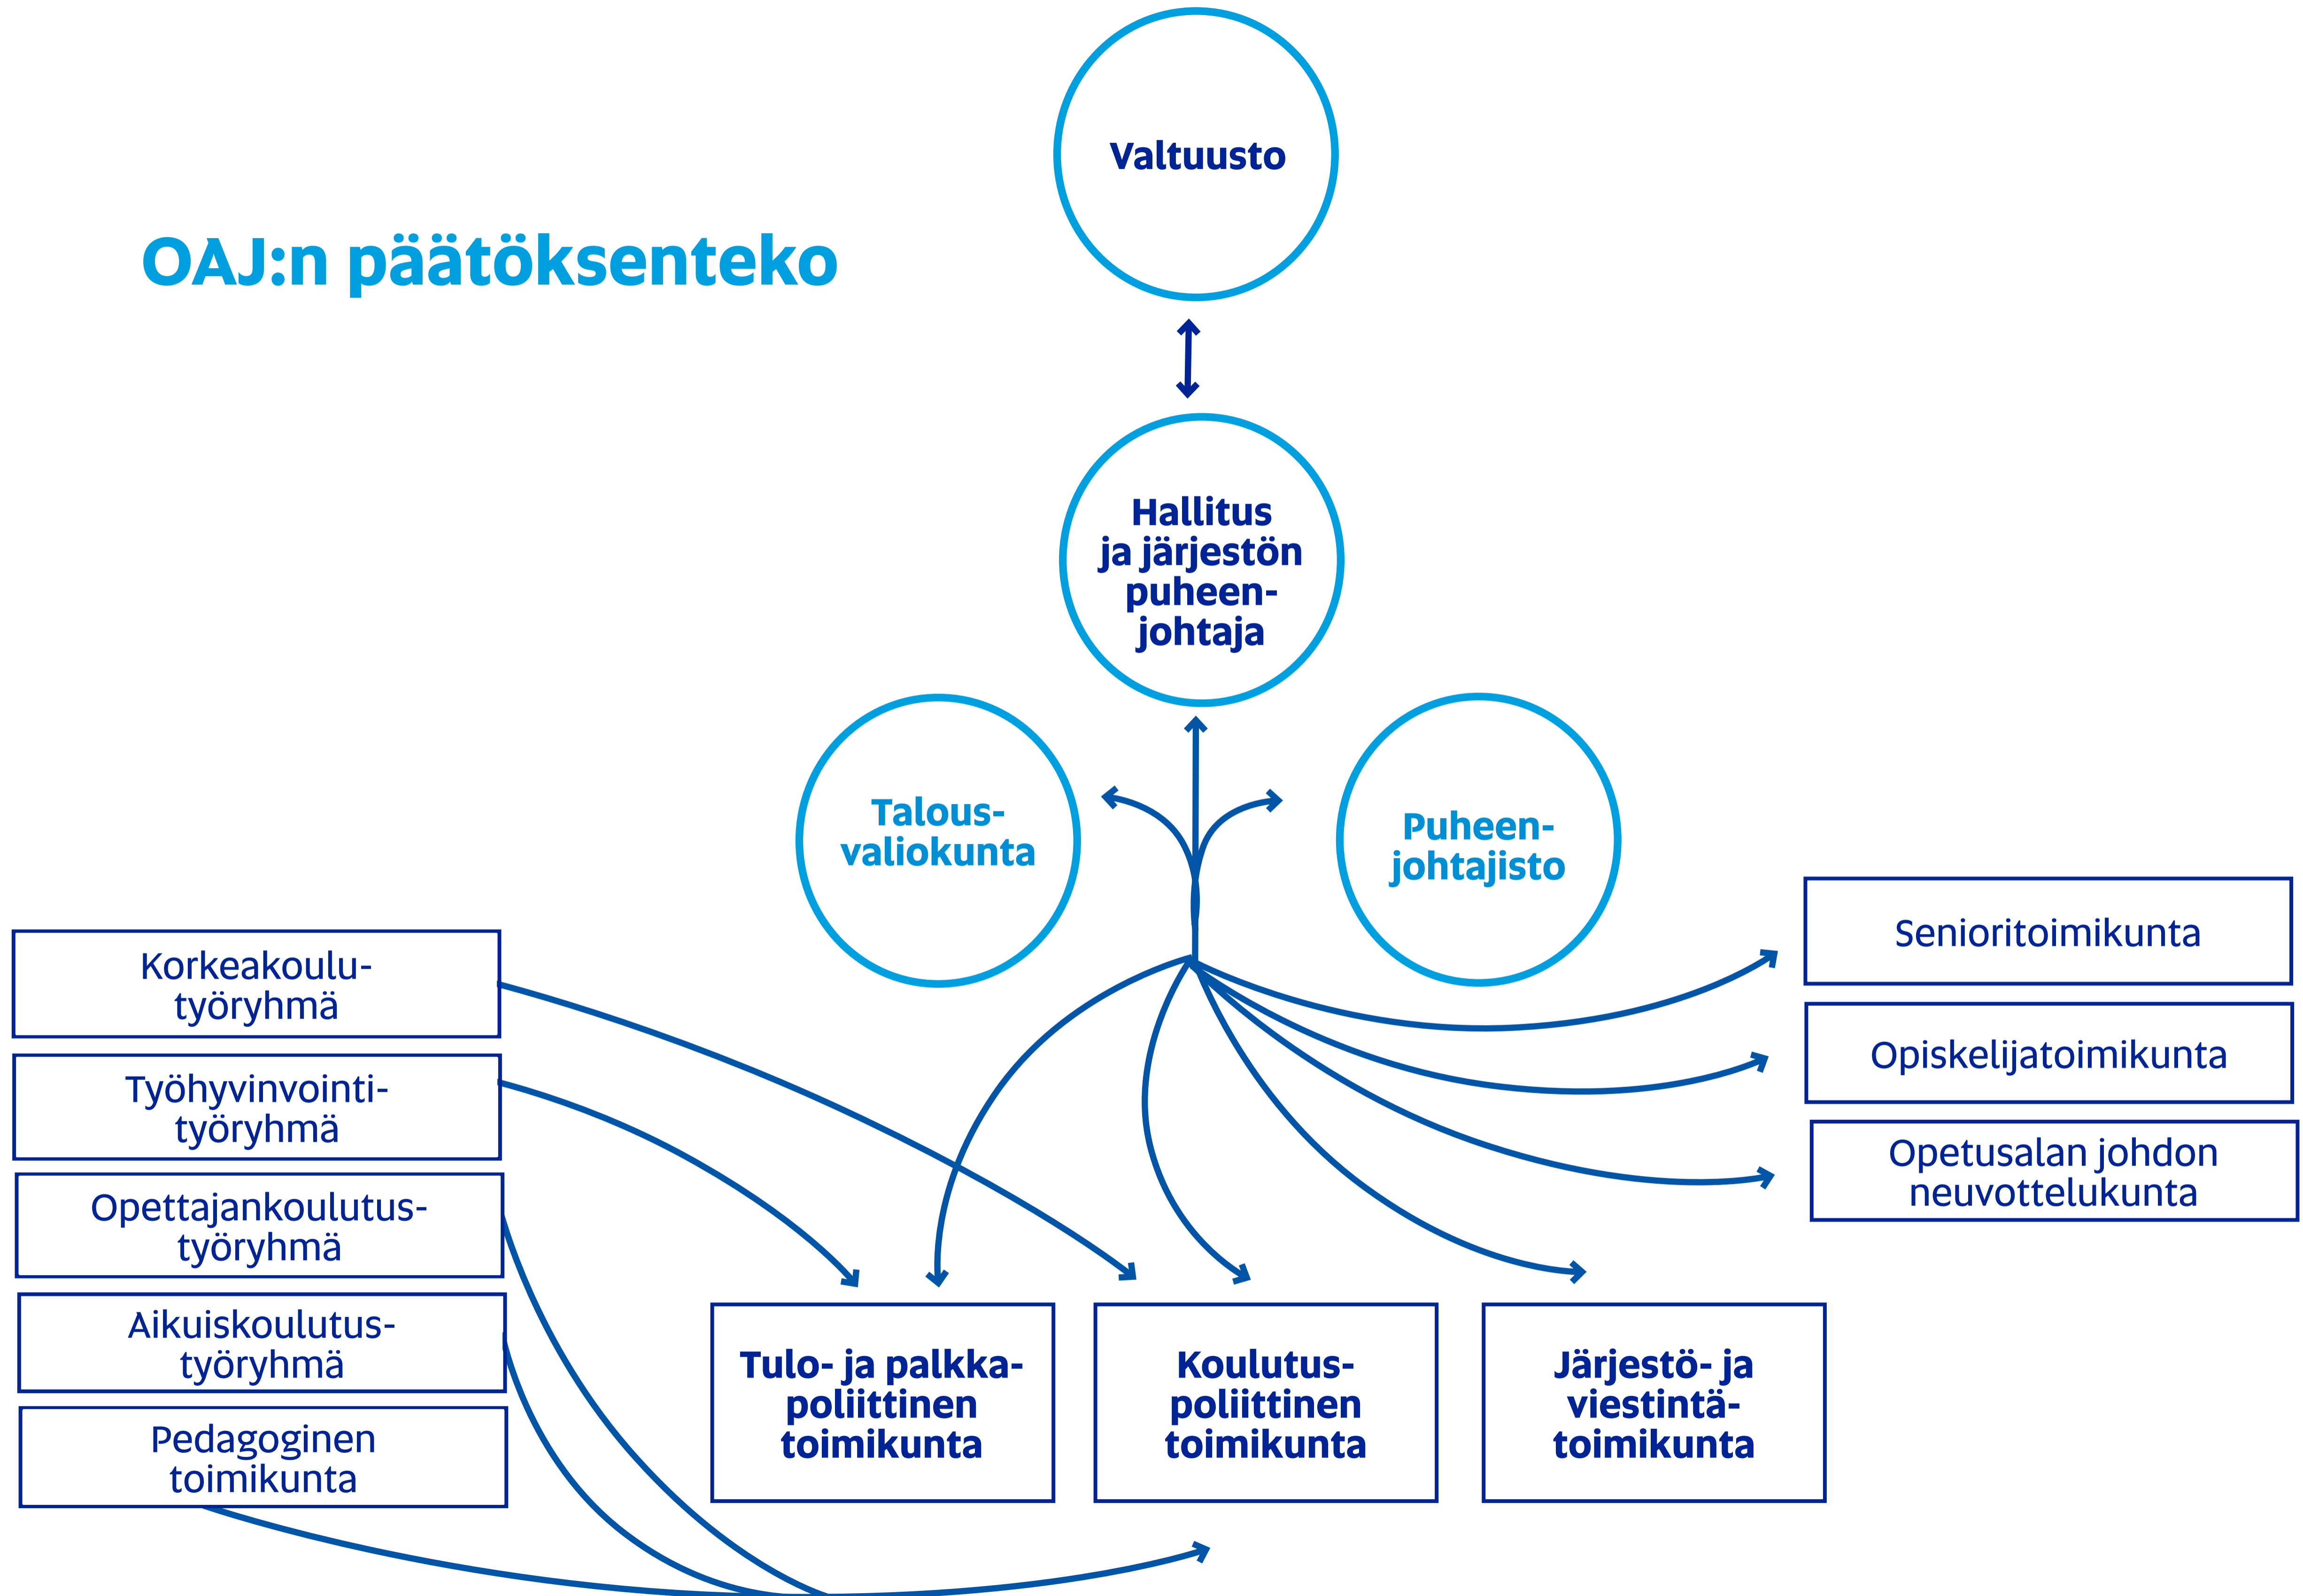 Valtuusto
OAJ:n päätöksenteko
Hallitus
ja järjestön
puheen-
johtaja
Talous-
valiokunta
Puheen-
johtajisto
Korkeakoulu-
työryhmä
Työhyvinvointi-
työryhmä
Opettajankoulutus-
työryhmä
Aikuiskoulutus-
työryhmä
Pedagoginen
toimikunta
Senioritoimikunta
Opiskelijatoimikunta
Opetusalan johdon
neuvottelukunta
Tulo- ja palkka-
poliittinen
toimikunta
Koulutus-
poliittinen
toimikunta
Järjestö- ja
viestintä-
toimikunta